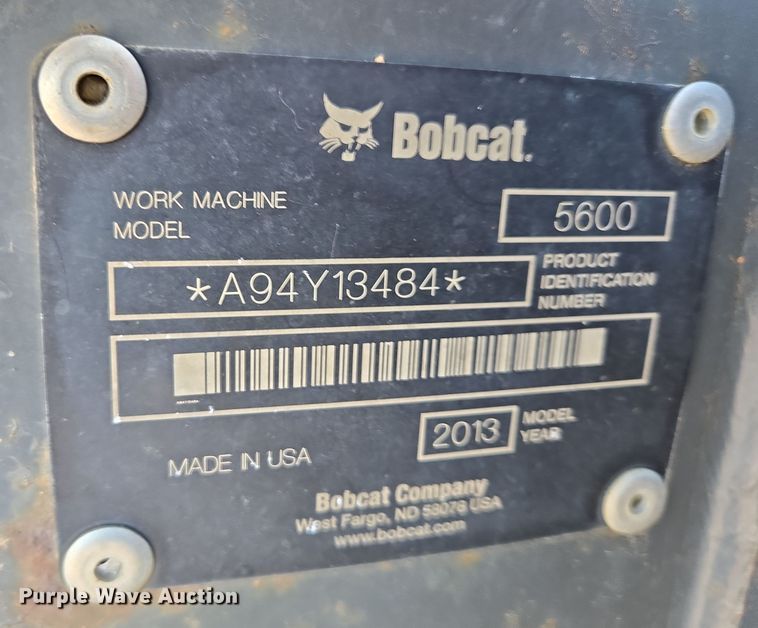 Bobcat.
WORK MACHINE
MODEL
5600
*A94Y13484*
PRODUCT
IDENTIFICATION
NUMBER
2013
MODEL
YEAR
MADE IN USA
Bobcat Company
West Fargo, ND 58078 USA
www.bobcat.com
Purple Wave Auction